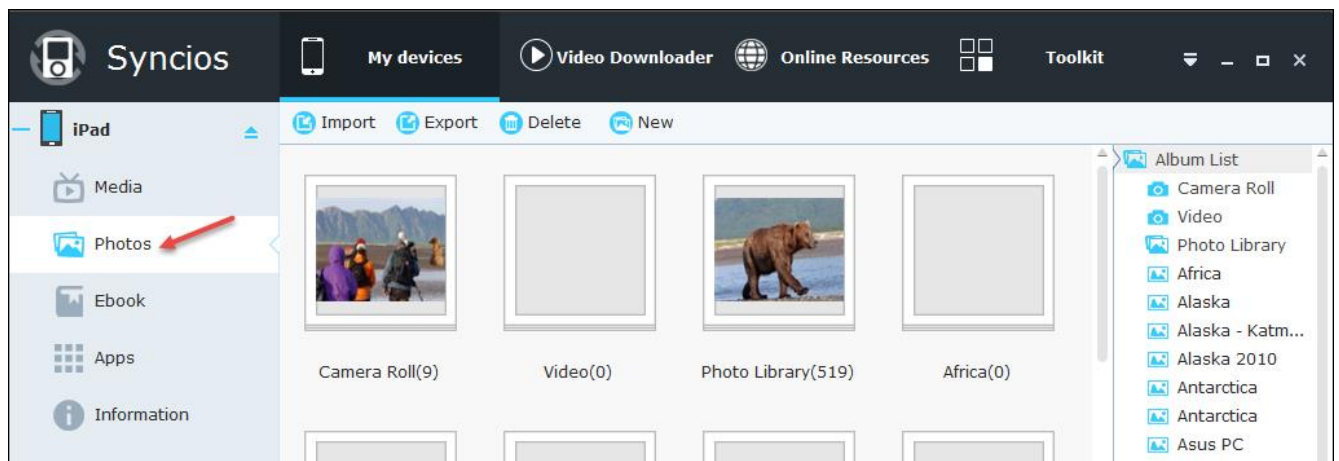 Syncios
My devices
Video Downloader
Online Resources
Toolkit
iPad
Media
Photos
Ebook
Apps
Information
Import Export Delete New
Camera Roll(9)
Video(0)
Photo Library(519)
Africa(0)
Album List
Camera Roll
Video
Photo Library
Africa
Alaska
Alaska - Katm...
Alaska 2010
Antarctica
Antarctica
Asus PC